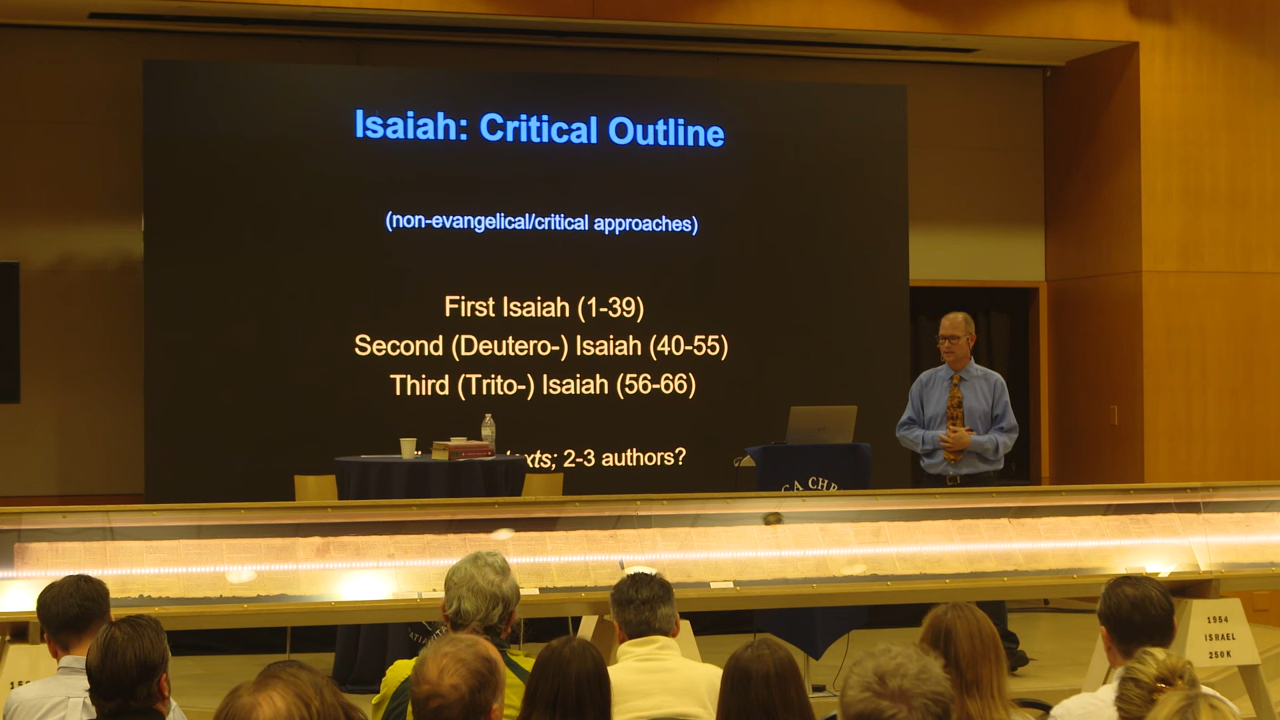 Isaiah: Critical Outline
(non-evangelical/critical approaches)
First Isaiah (1-39)
Second (Deutero-) Isaiah (40-55)
Third (Trito-) Isaiah (56-66)
2-3 authors?
1954
ISRAEL
250K